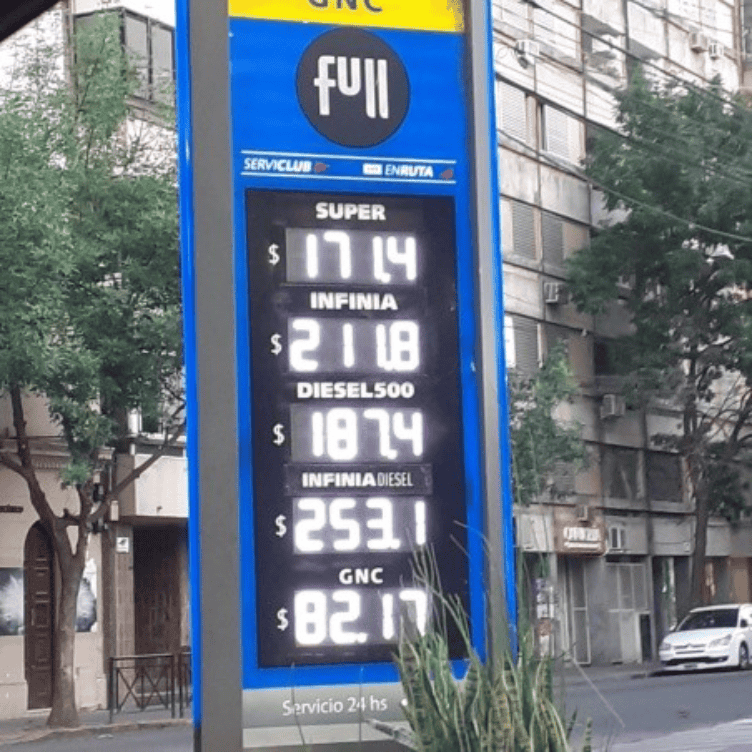 GNC
full
SERVICLUB ENRUTA
SUPER
$ 171.4
INFINIA
$ 211.8
DIESEL500
$ 187.4
INFINIA DIESEL
$ 253.1
GNC
$ 82.17
Servicio 24 hs